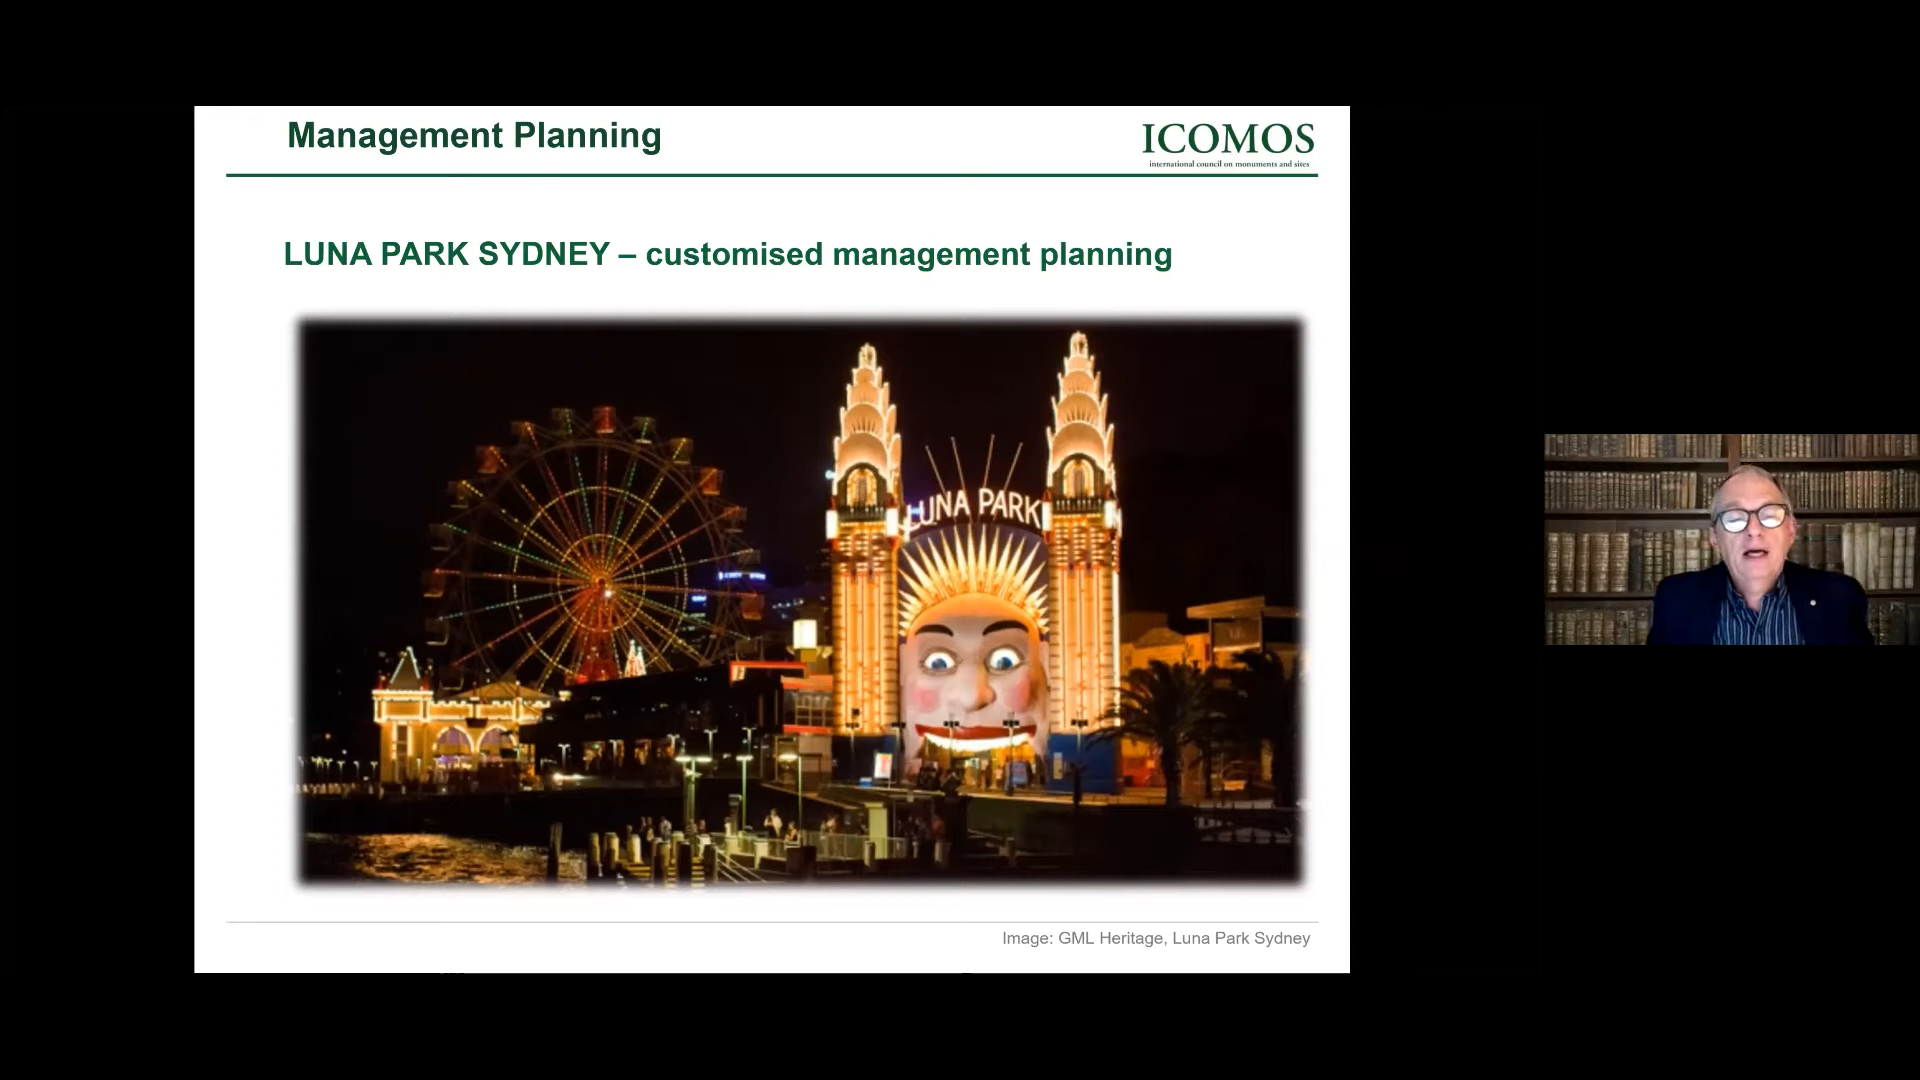 Management Planning
ICOMOS
international council on monuments and sites
LUNA PARK SYDNEY – customised management planning
LUNA PARK
Image: GML Heritage, Luna Park Sydney